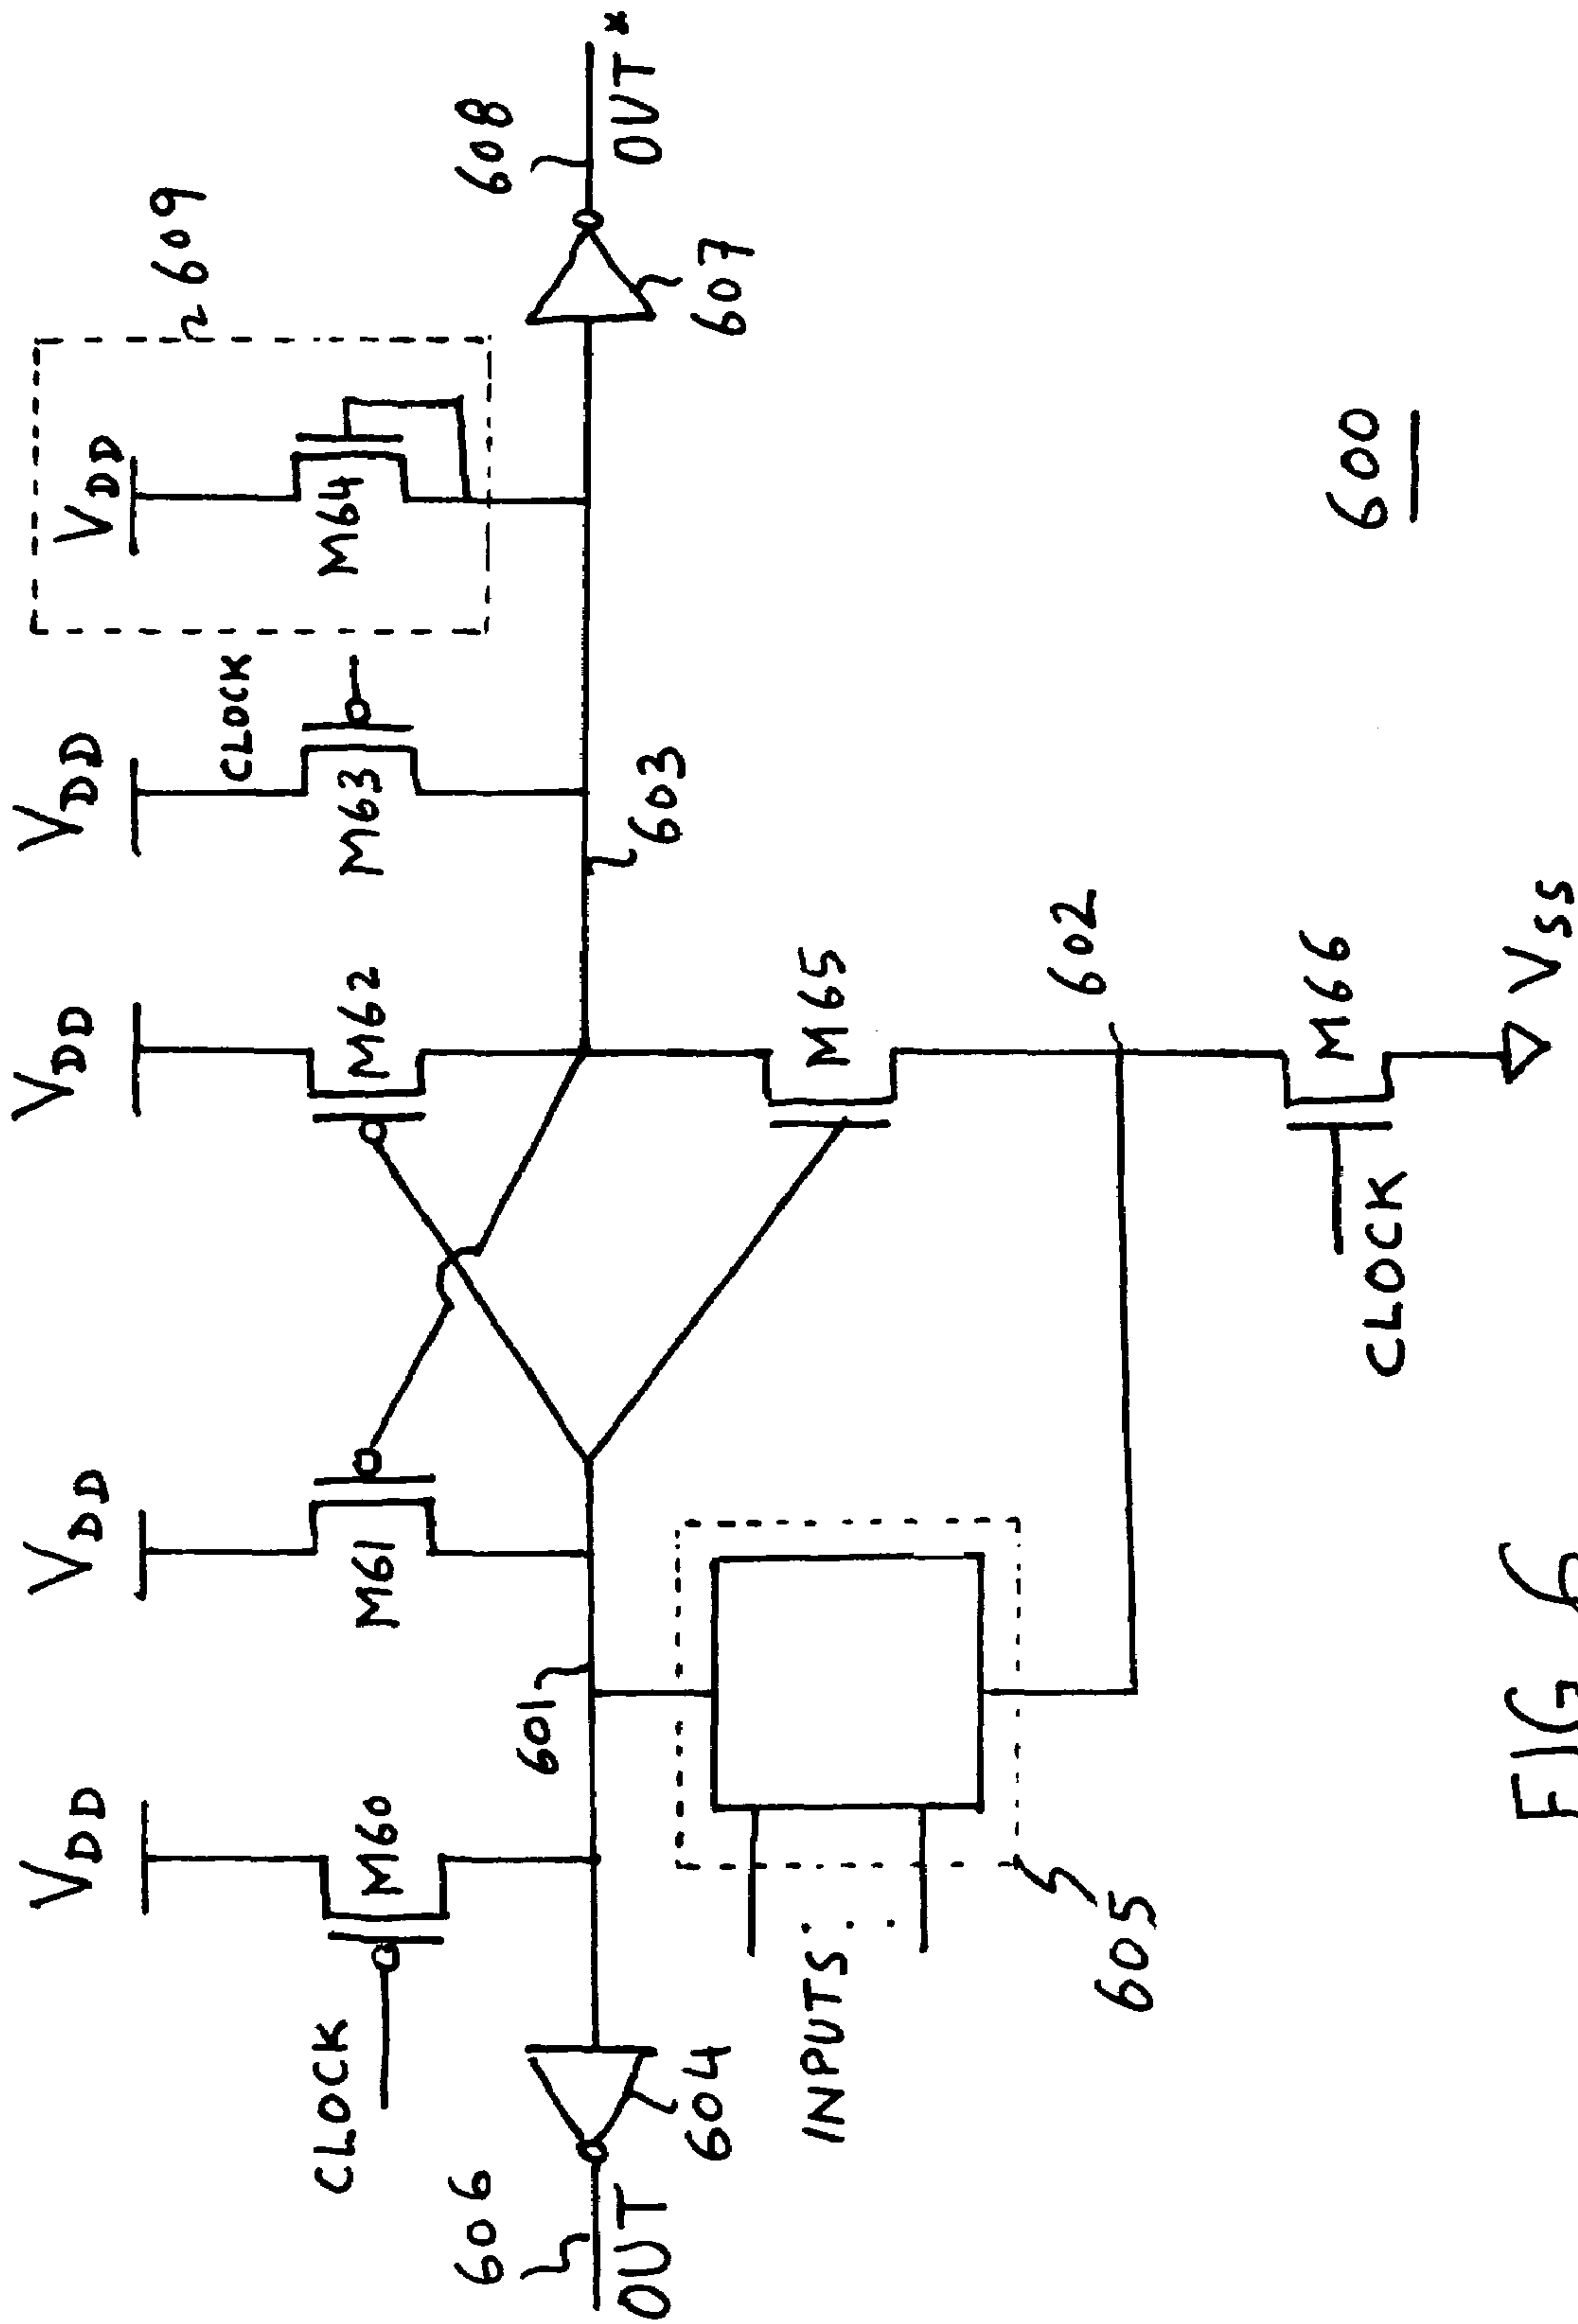 VDD
VDD
VDD
VDD
VDD
609
CLOCK
M60
M61
M62
CLOCK
M63
M64
606
OUT
604
601
603
607
608
OUT*
INPUTS
605
M65
602
CLOCK
M66
VSS
600
FIG 6